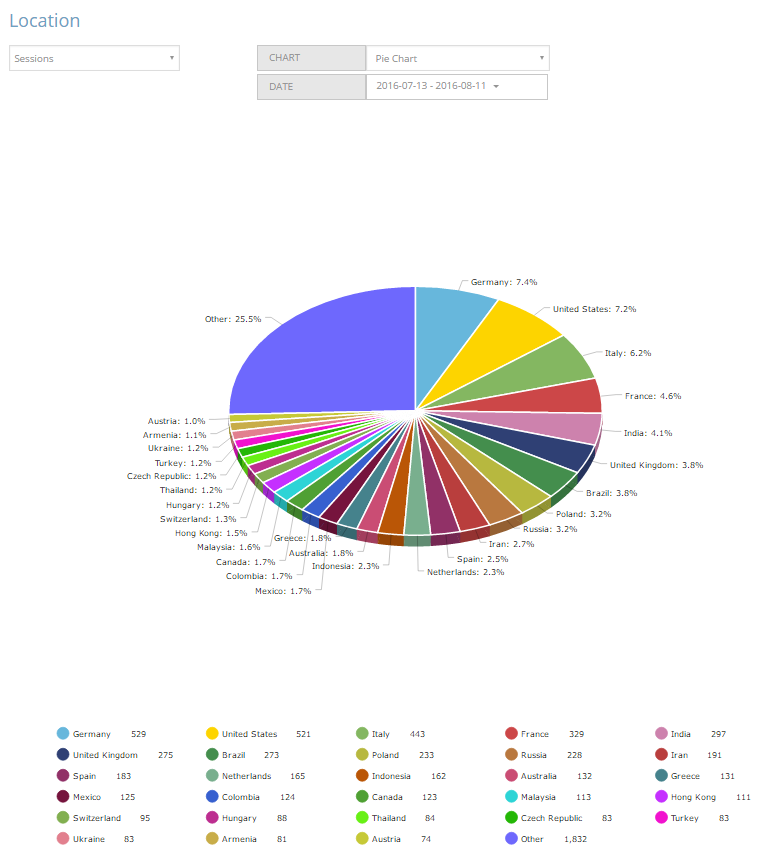 Location
Sessions
CHART
Pie Chart
DATE
2016-07-13 - 2016-08-11
Germany: 7.4%
United States: 7.2%
Other: 25.5%
Italy: 6.2%
France: 4.6%
Austria: 1.0%
India: 4.1%
Armenia: 1.1%
Ukraine: 1.2%
Turkey: 1.2%
United Kingdom: 3.8%
Czech Republic: 1.2%
Thailand: 1.2%
Brazil: 3.8%
Hungary: 1.2%
Poland: 3.2%
Switzerland: 1.3%
Russia: 3.2%
Hong Kong: 1.5%
Greece: 1.8%
Iran: 2.7%
Malaysia: 1.6%
Australia: 1.8%
Spain: 2.5%
Canada: 1.7%
Indonesia: 2.3%
Netherlands: 2.3%
Colombia: 1.7%
Mexico: 1.7%
Germany 529 United States 521 Italy 443 France 329 India 297
United Kingdom 275 Brazil 273 Poland 233 Russia 228 Iran 191
Spain 183 Netherlands 165 Indonesia 162 Australia 132 Greece 131
Mexico 125 Colombia 124 Canada 123 Malaysia 113 Hong Kong 111
Switzerland 95 Hungary 88 Thailand 84 Czech Republic 83 Turkey 83
Ukraine 83 Armenia 81 Austria 74 Other 1,832